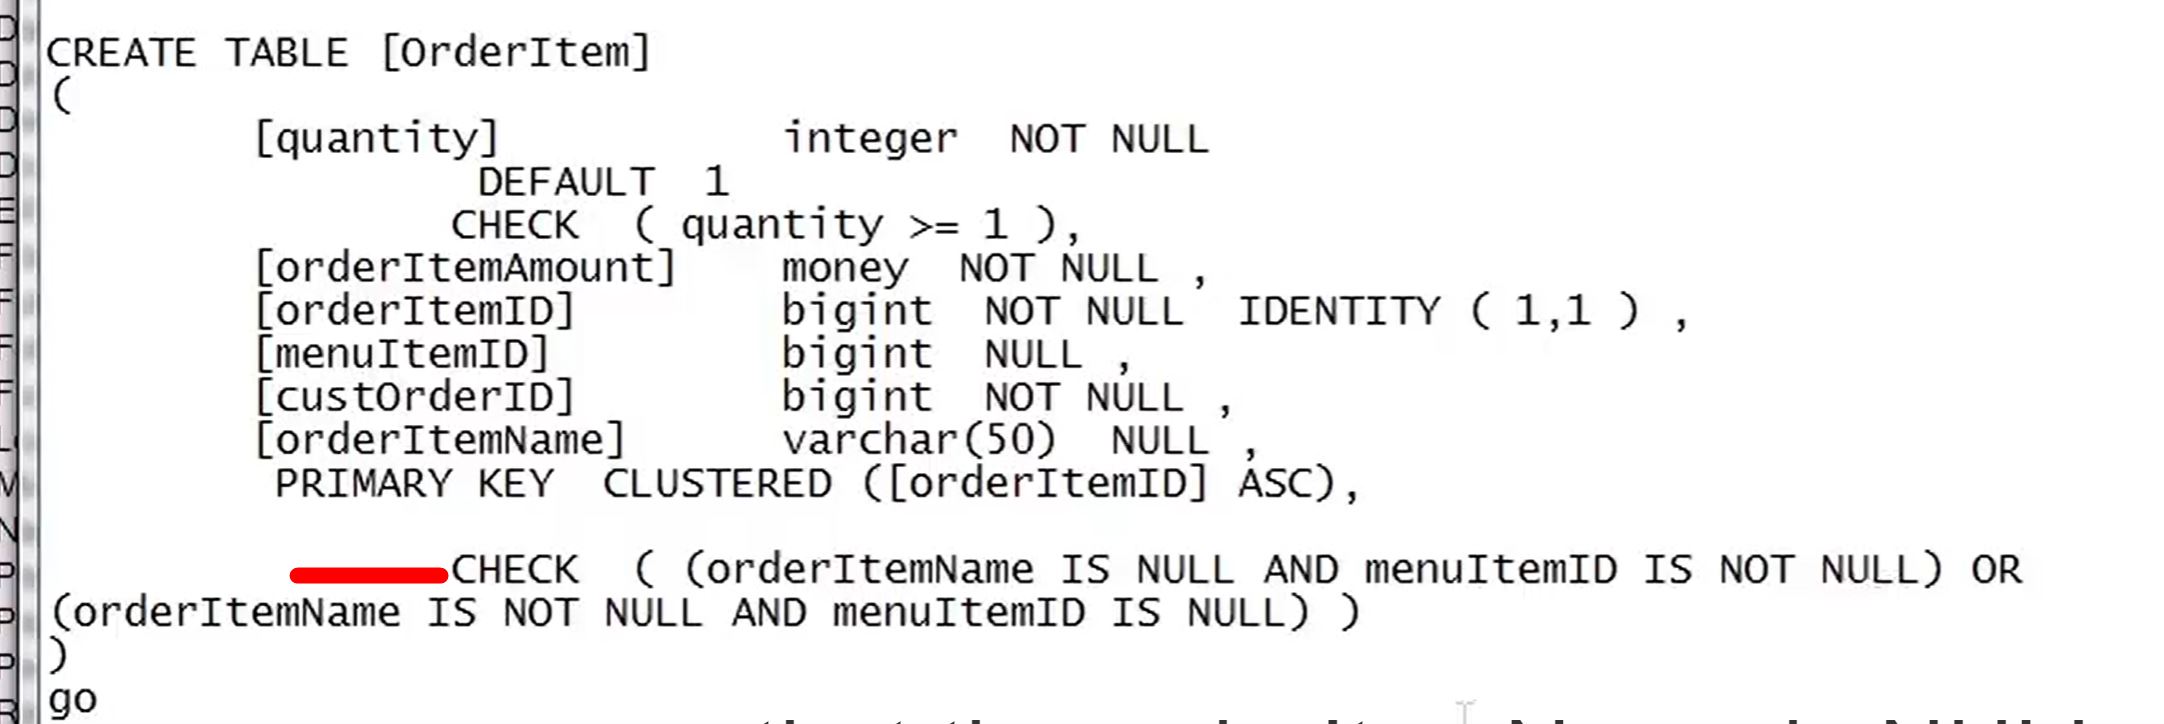 CREATE TABLE [OrderItem]
(
[quantity] integer NOT NULL
DEFAULT 1
CHECK ( quantity >= 1 ),
[orderItemAmount] money NOT NULL ,
[orderItemID] bigint NOT NULL IDENTITY ( 1,1 ) ,
[menuItemID] bigint NULL ,
[custOrderID] bigint NOT NULL ,
[orderItemName] varchar(50) NULL ,
PRIMARY KEY CLUSTERED ([orderItemID] ASC),
CHECK ( (orderItemName IS NULL AND menuItemID IS NOT NULL) OR
(orderItemName IS NOT NULL AND menuItemID IS NULL) )
)
go